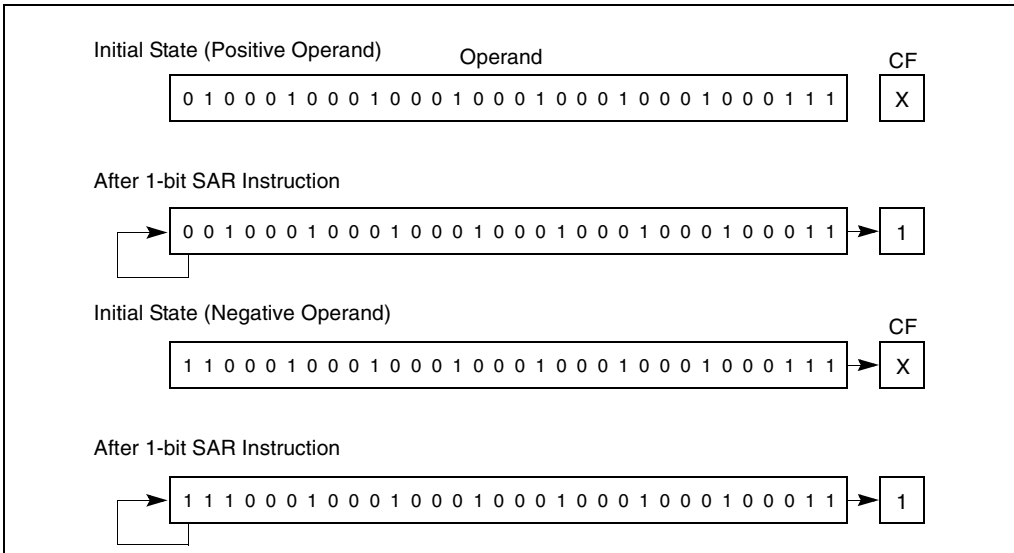 Initial State (Positive Operand)
Operand
CF
0 1 0 0 0 1 0 0 0 1 0 0 0 1 0 0 0 1 0 0 0 1 0 0 0 1 0 0 0 1 1 1
X
After 1-bit SAR Instruction
0 0 1 0 0 0 1 0 0 0 1 0 0 0 1 0 0 0 1 0 0 0 1 0 0 0 1 0 0 0 1 1
1
Initial State (Negative Operand)
CF
1 1 0 0 0 1 0 0 0 1 0 0 0 1 0 0 0 1 0 0 0 1 0 0 0 1 0 0 0 1 1 1
X
After 1-bit SAR Instruction
1 1 1 0 0 0 1 0 0 0 1 0 0 0 1 0 0 0 1 0 0 0 1 0 0 0 1 0 0 0 1 1
1